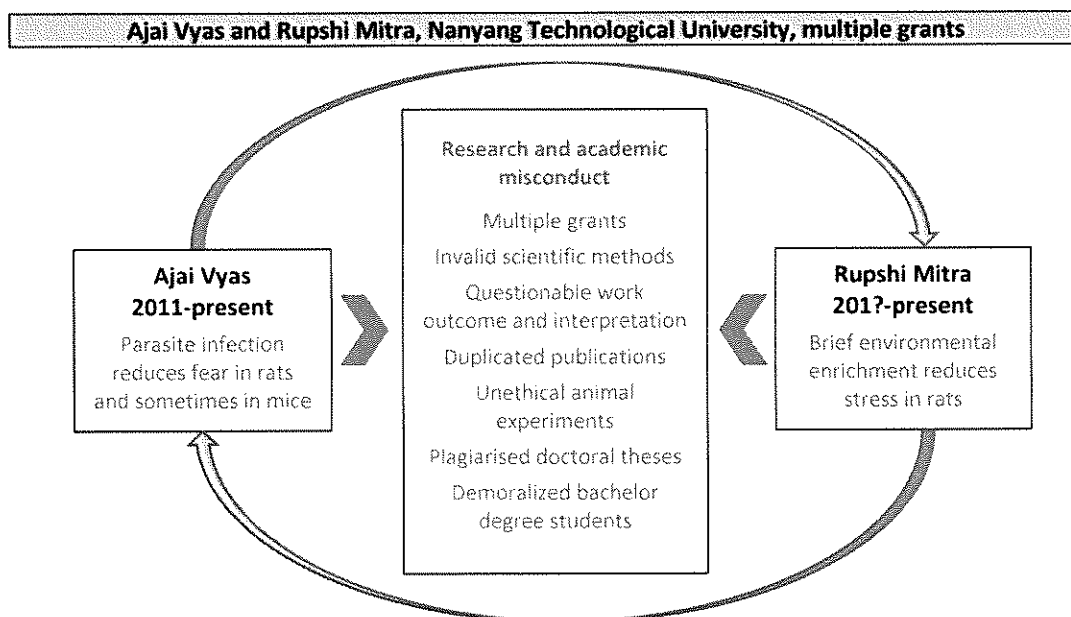 Ajai Vyas and Rupshi Mitra, Nanyang Technological University, multiple grants
Research and academic
misconduct
Multiple grants
Invalid scientific methods
Questionable work
outcome and interpretation
Duplicated publications
Unethical animal
experiments
Plagiarised doctoral theses
Demoralized bachelor
degree students
Ajai Vyas
2011-present
Parasite infection
reduces fear in rats
and sometimes in mice
Rupshi Mitra
201?-present
Brief environmental
enrichment reduces
stress in rats